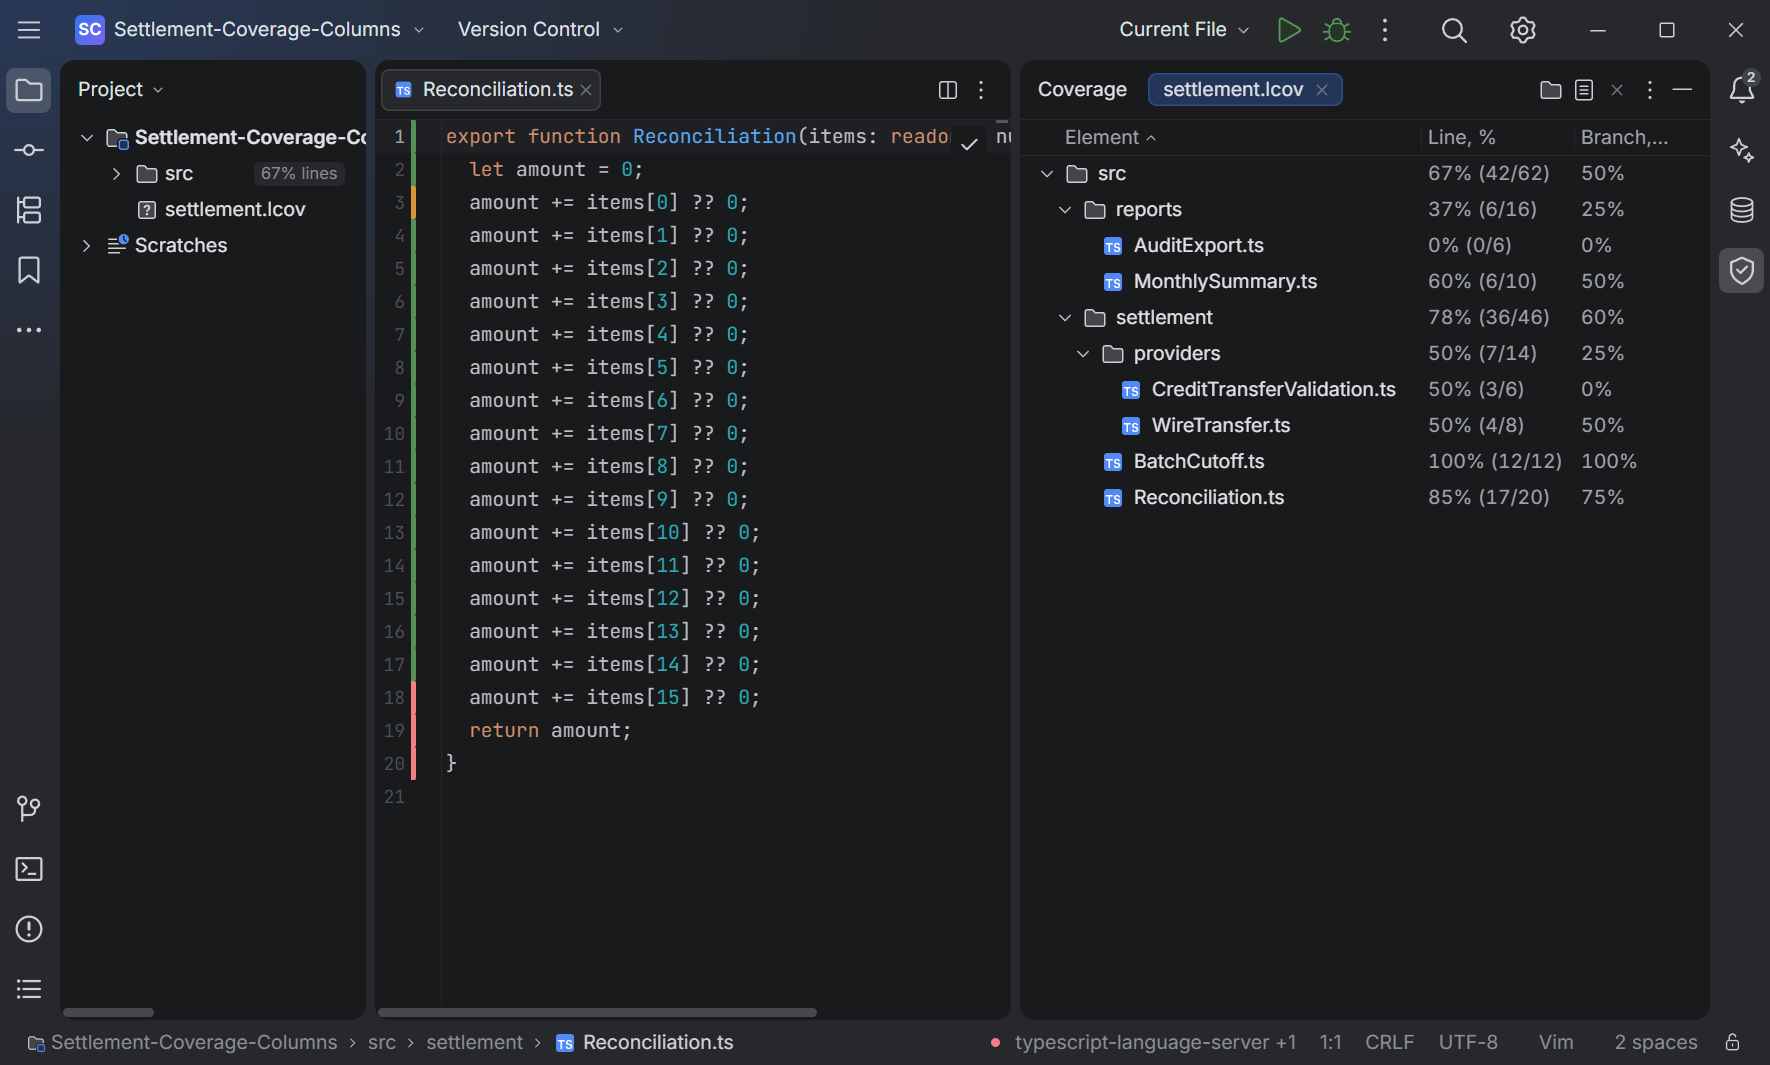 SC Settlement-Coverage-Columns Version Control Current File
Project
Settlement-Coverage-Co
src 67% lines
settlement.lcov
Scratches
TS Reconciliation.ts
1 export function Reconciliation(items: reado nu
2 let amount = 0;
3 amount += items[0] ?? 0;
4 amount += items[1] ?? 0;
5 amount += items[2] ?? 0;
6 amount += items[3] ?? 0;
7 amount += items[4] ?? 0;
8 amount += items[5] ?? 0;
9 amount += items[6] ?? 0;
10 amount += items[7] ?? 0;
11 amount += items[8] ?? 0;
12 amount += items[9] ?? 0;
13 amount += items[10] ?? 0;
14 amount += items[11] ?? 0;
15 amount += items[12] ?? 0;
16 amount += items[13] ?? 0;
17 amount += items[14] ?? 0;
18 amount += items[15] ?? 0;
19 return amount;
20 }
21
Coverage settlement.lcov
2
Element Line, % Branch,...
src 67% (42/62) 50%
reports 37% (6/16) 25%
TS AuditExport.ts 0% (0/6) 0%
TS MonthlySummary.ts 60% (6/10) 50%
settlement 78% (36/46) 60%
providers 50% (7/14) 25%
TS CreditTransferValidation.ts 50% (3/6) 0%
TS WireTransfer.ts 50% (4/8) 50%
TS BatchCutoff.ts 100% (12/12) 100%
TS Reconciliation.ts 85% (17/20) 75%
Settlement-Coverage-Columns › src › settlement › TS Reconciliation.ts typescript-language-server +1 1:1 CRLF UTF-8 Vim 2 spaces